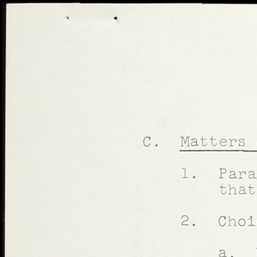 C. Matters
1. Para
that
2. Choi
a.